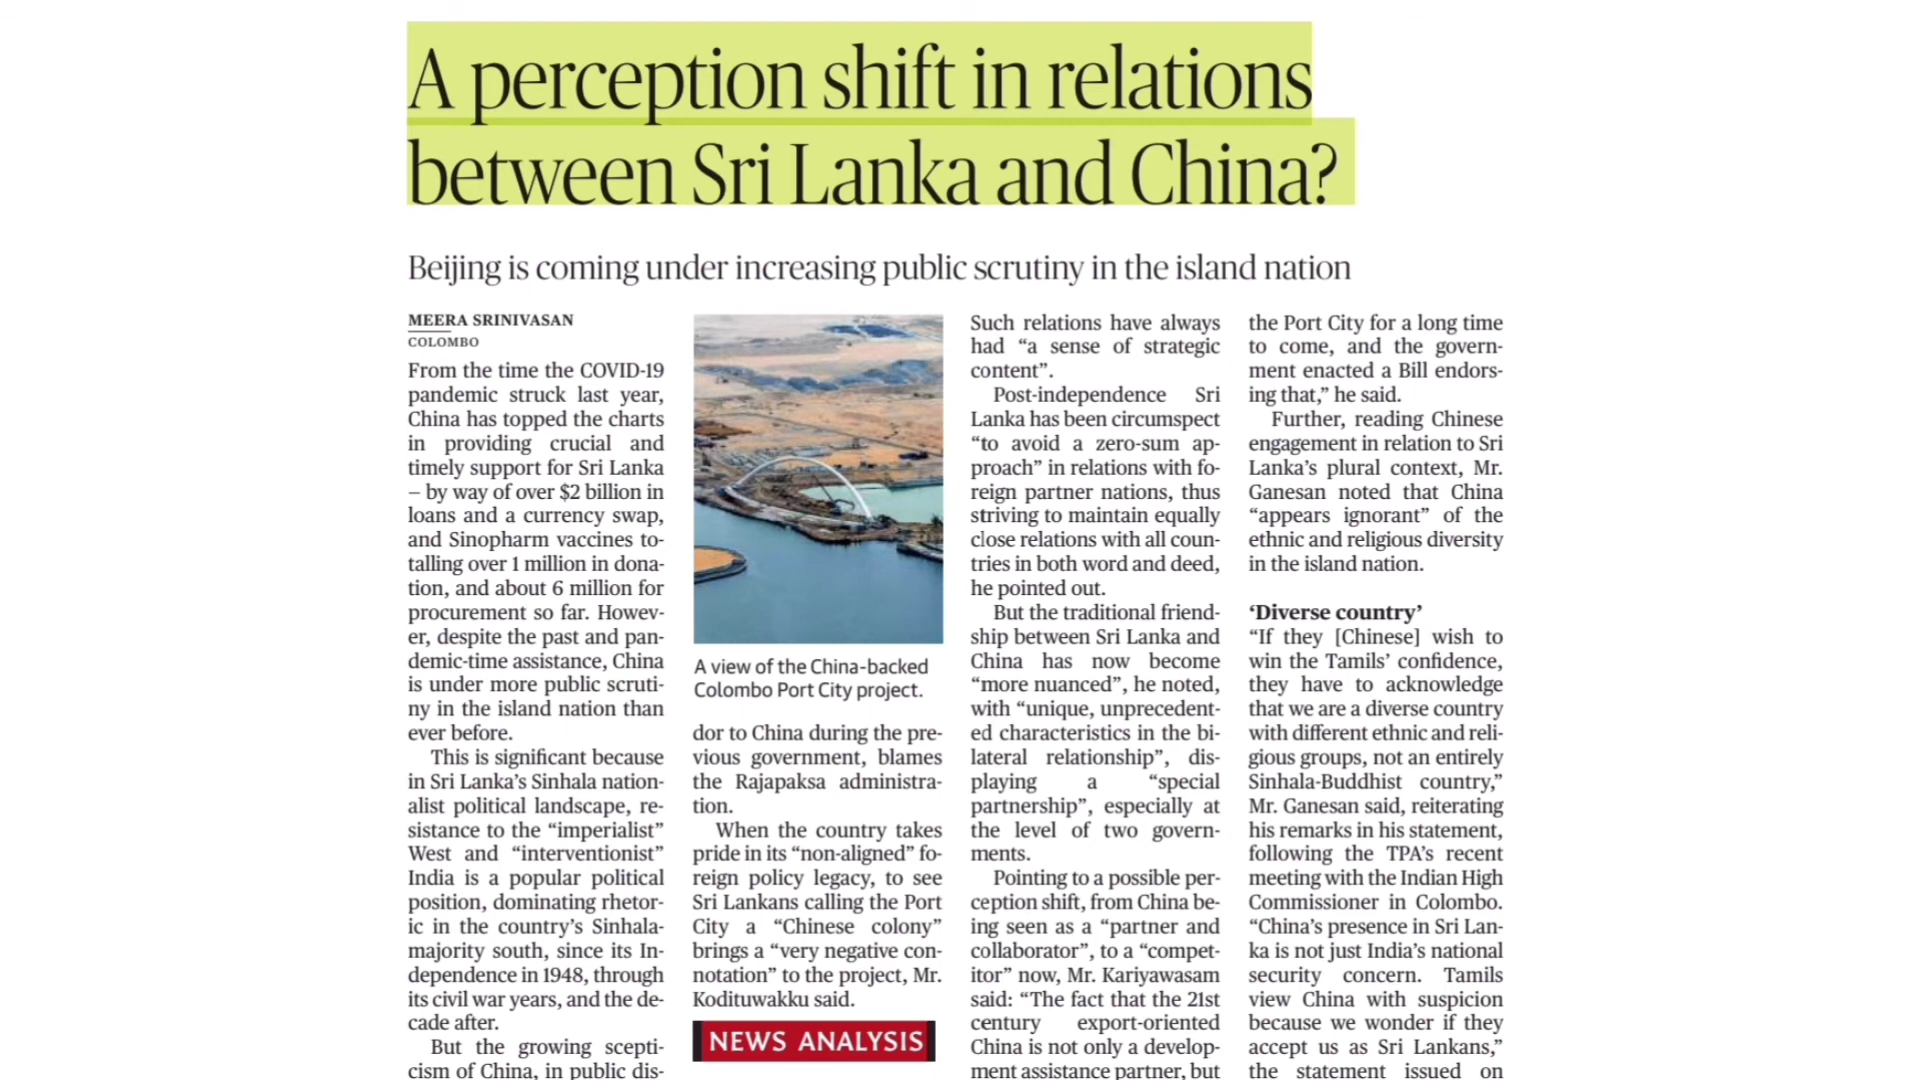 A perception shift in relations
between Sri Lanka and China?
Beijing is coming under increasing public scrutiny in the island nation
MEERA SRINIVASAN
COLOMBO
From the time the COVID-19
pandemic struck last year,
China has topped the charts
in providing crucial and
timely support for Sri Lanka
– by way of over $2 billion in
loans and a currency swap,
and Sinopharm vaccines to-
talling over 1 million in dona-
tion, and about 6 million for
procurement so far. Howev-
er, despite the past and pan-
demic-time assistance, China
is under more public scruti-
ny in the island nation than
ever before.
This is significant because
in Sri Lanka’s Sinhala nation-
alist political landscape, re-
sistance to the “imperialist”
West and “interventionist”
India is a popular political
position, dominating rhetor-
ic in the country’s Sinhala-
majority south, since its In-
dependence in 1948, through
its civil war years, and the de-
cade after.
But the growing scepti-
cism of China, in public dis-
A view of the China-backed
Colombo Port City project.
dor to China during the pre-
vious government, blames
the Rajapaksa administra-
tion.
When the country takes
pride in its “non-aligned” fo-
reign policy legacy, to see
Sri Lankans calling the Port
City a “Chinese colony”
brings a “very negative con-
notation” to the project, Mr.
Kodituwakku said.
NEWS ANALYSIS
Such relations have always
had “a sense of strategic
content”.
Post-independence Sri
Lanka has been circumspect
“to avoid a zero-sum ap-
proach” in relations with fo-
reign partner nations, thus
striving to maintain equally
close relations with all coun-
tries in both word and deed,
he pointed out.
But the traditional friend-
ship between Sri Lanka and
China has now become
“more nuanced”, he noted,
with “unique, unprecedent-
ed characteristics in the bi-
lateral relationship”, dis-
playing a “special
partnership”, especially at
the level of two govern-
ments.
Pointing to a possible per-
ception shift, from China be-
ing seen as a “partner and
collaborator”, to a “compet-
itor” now, Mr. Kariyawasam
said: “The fact that the 21st
century export-oriented
China is not only a develop-
ment assistance partner, but
the Port City for a long time
to come, and the govern-
ment enacted a Bill endors-
ing that,” he said.
Further, reading Chinese
engagement in relation to Sri
Lanka’s plural context, Mr.
Ganesan noted that China
“appears ignorant” of the
ethnic and religious diversity
in the island nation.
‘Diverse country’
“If they [Chinese] wish to
win the Tamils’ confidence,
they have to acknowledge
that we are a diverse country
with different ethnic and reli-
gious groups, not an entirely
Sinhala-Buddhist country,”
Mr. Ganesan said, reiterating
his remarks in his statement,
following the TPA’s recent
meeting with the Indian High
Commissioner in Colombo.
“China’s presence in Sri Lan-
ka is not just India’s national
security concern. Tamils
view China with suspicion
because we wonder if they
accept us as Sri Lankans,”
the statement issued on